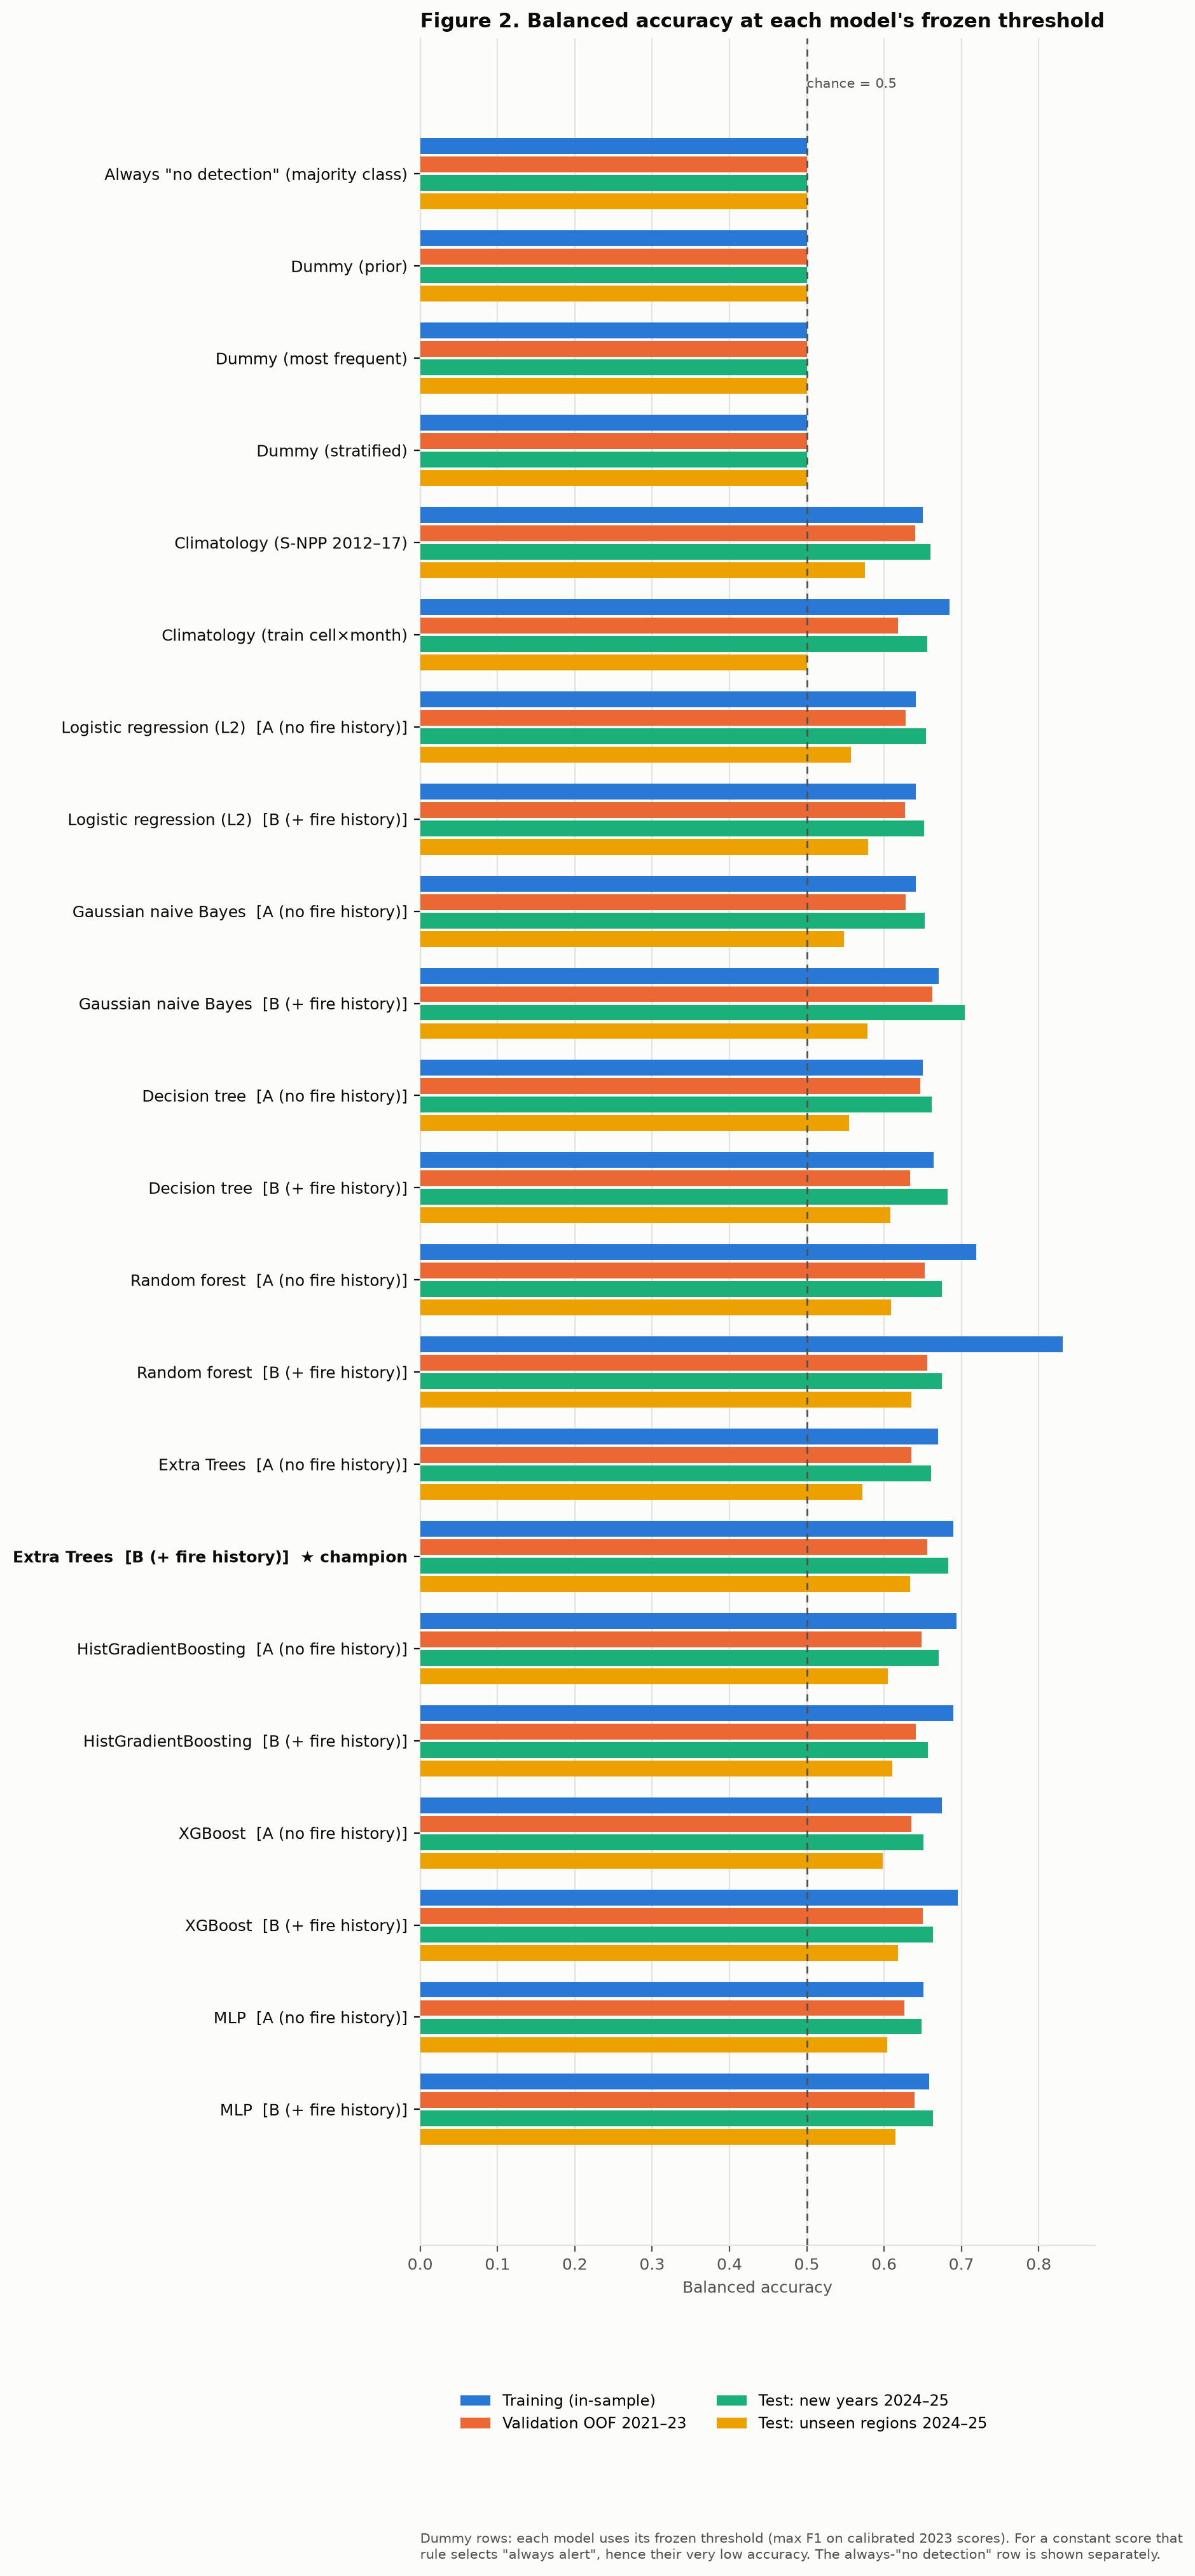 Figure 2. Balanced accuracy at each model's frozen threshold
chance = 0.5
Always "no detection" (majority class)
Dummy (prior)
Dummy (most frequent)
Dummy (stratified)
Climatology (S-NPP 2012–17)
Climatology (train cell×month)
Logistic regression (L2)  [A (no fire history)]
Logistic regression (L2)  [B (+ fire history)]
Gaussian naive Bayes  [A (no fire history)]
Gaussian naive Bayes  [B (+ fire history)]
Decision tree  [A (no fire history)]
Decision tree  [B (+ fire history)]
Random forest  [A (no fire history)]
Random forest  [B (+ fire history)]
Extra Trees  [A (no fire history)]
Extra Trees  [B (+ fire history)]  ★ champion
HistGradientBoosting  [A (no fire history)]
HistGradientBoosting  [B (+ fire history)]
XGBoost  [A (no fire history)]
XGBoost  [B (+ fire history)]
MLP  [A (no fire history)]
MLP  [B (+ fire history)]
0.0 0.1 0.2 0.3 0.4 0.5 0.6 0.7 0.8
Balanced accuracy
Training (in-sample)
Validation OOF 2021–23
Test: new years 2024–25
Test: unseen regions 2024–25
Dummy rows: each model uses its frozen threshold (max F1 on calibrated 2023 scores). For a constant score that
rule selects "always alert", hence their very low accuracy. The always-"no detection" row is shown separately.